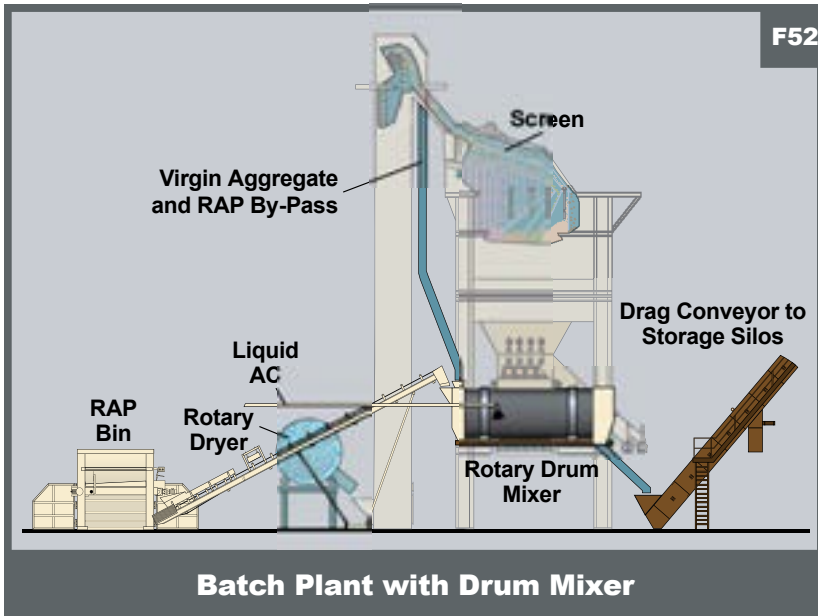 F52
Screen
Virgin Aggregate
and RAP By-Pass
Drag Conveyor to
Storage Silos
Liquid
AC
RAP
Bin
Rotary
Dryer
Rotary Drum
Mixer
Batch Plant with Drum Mixer